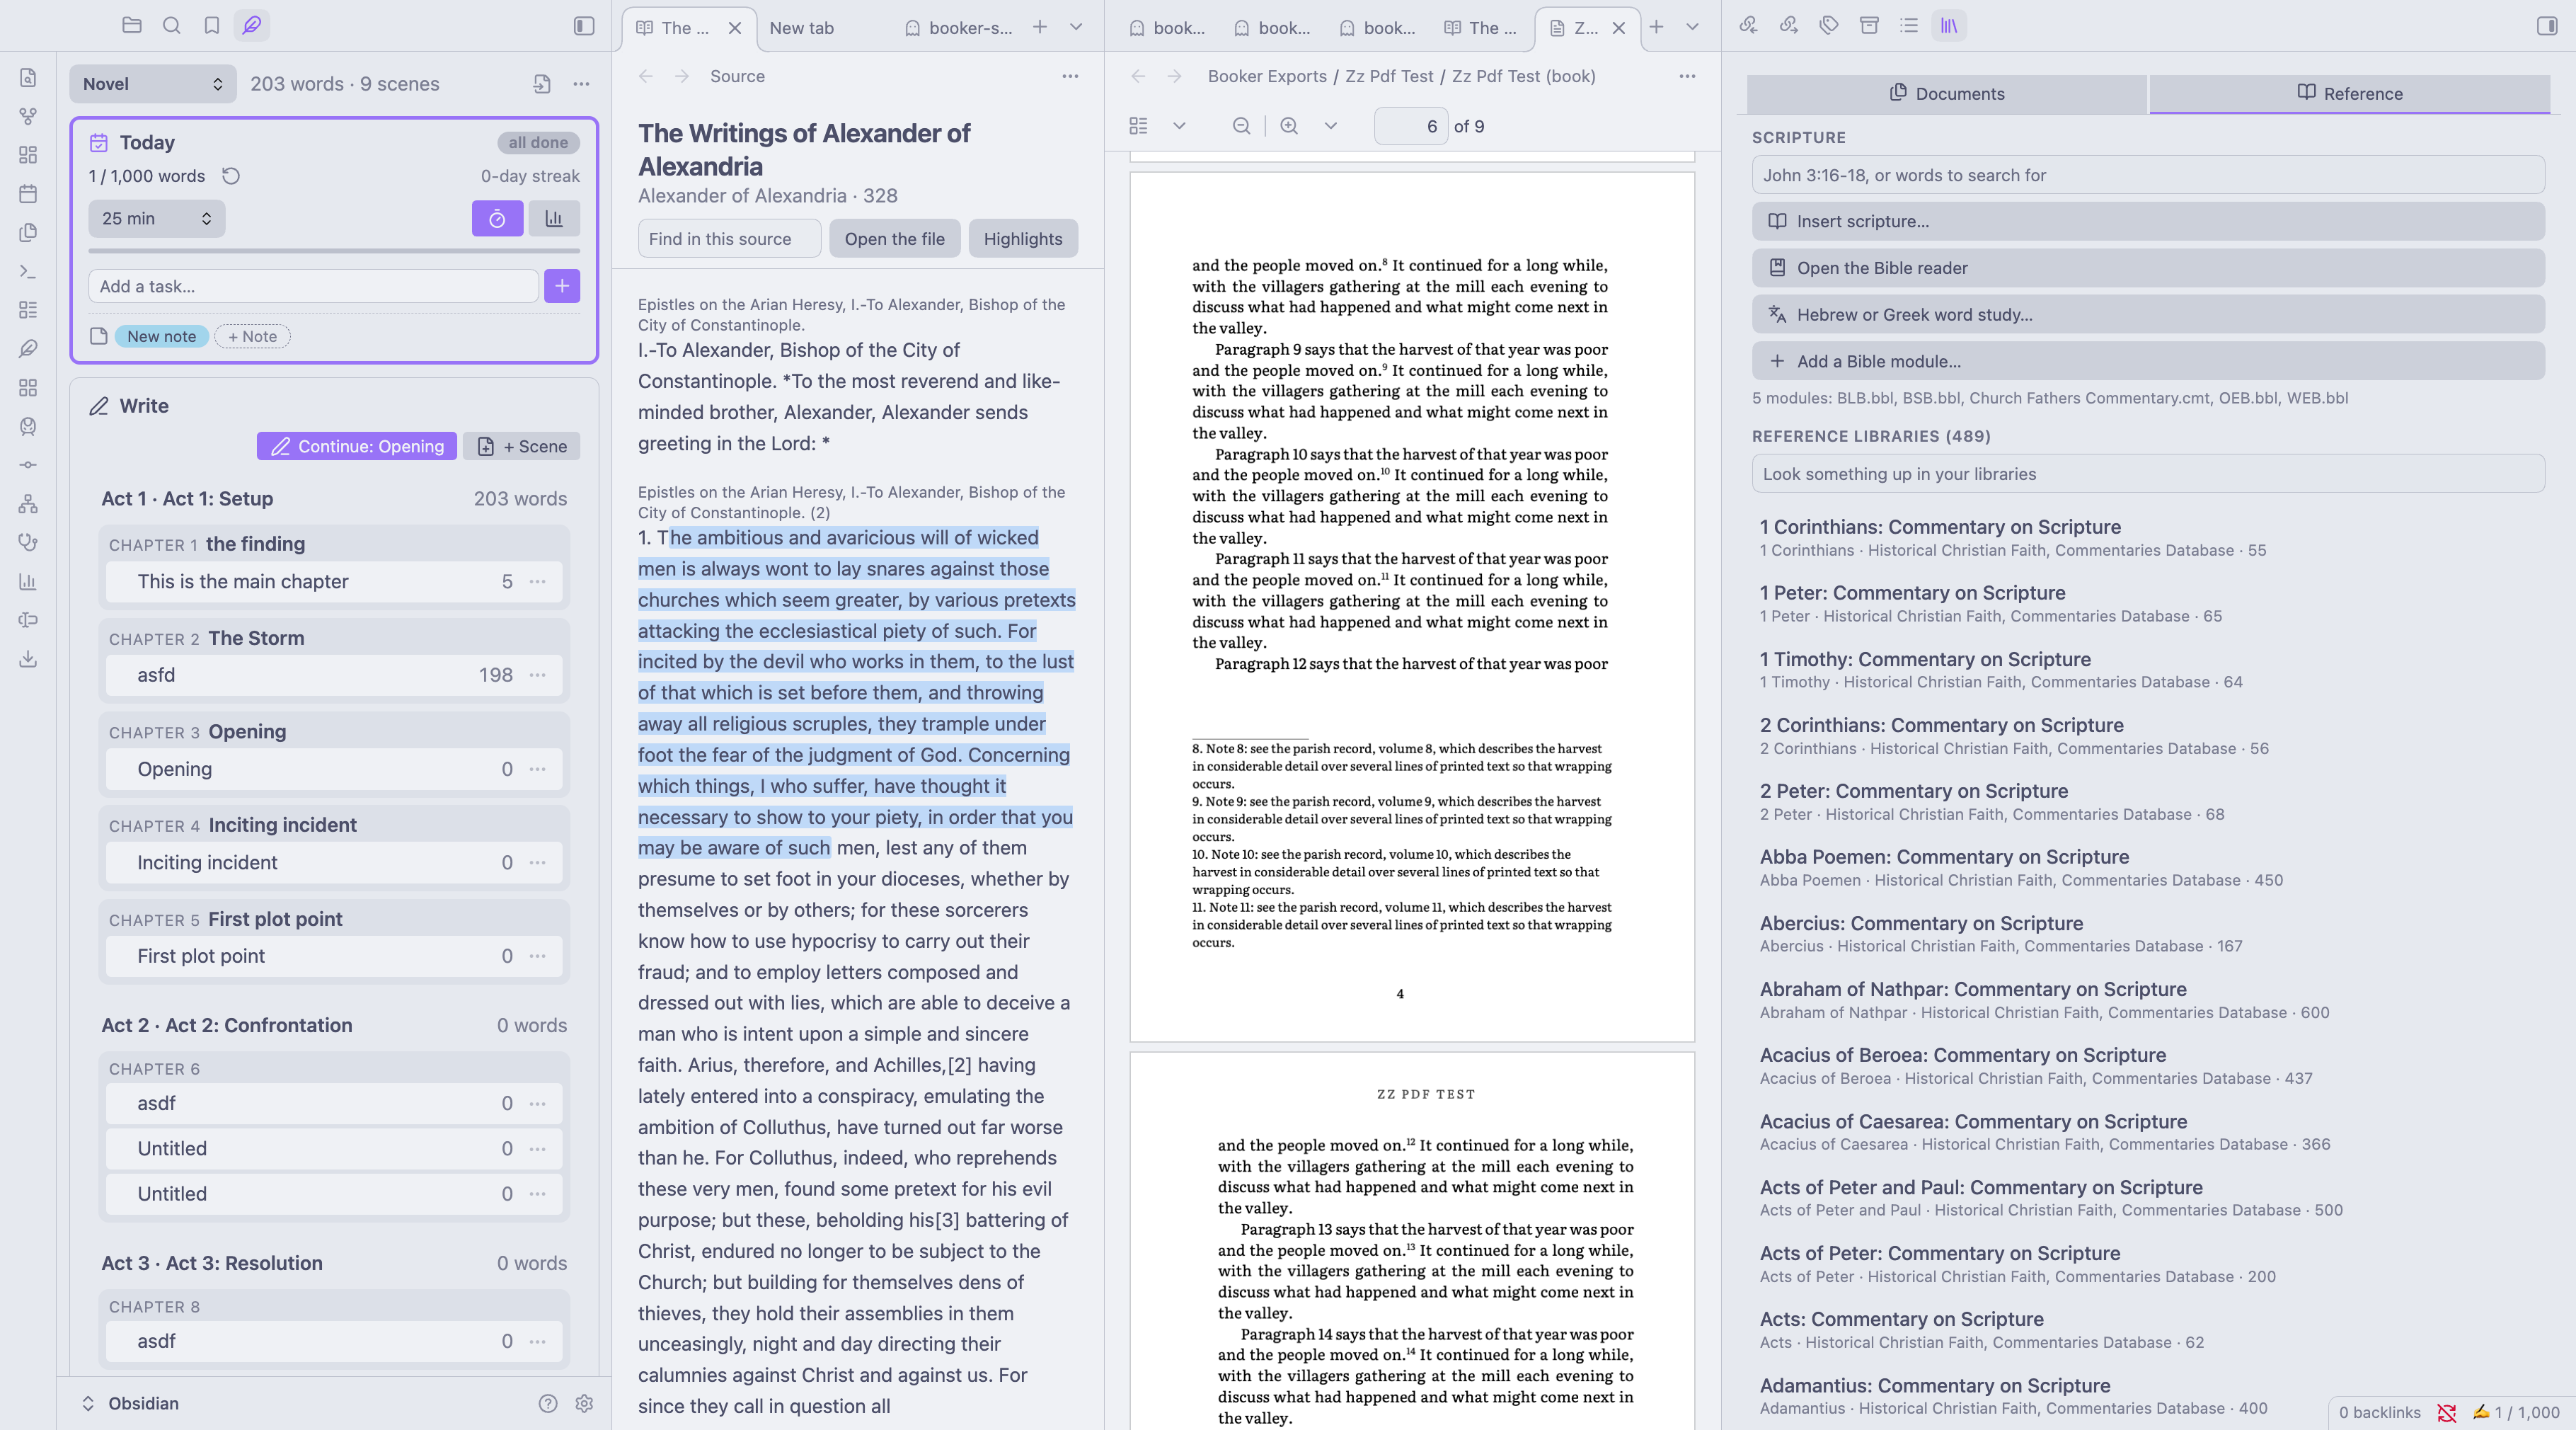 Novel
203 words · 9 scenes
Today
all done
1 / 1,000 words
0-day streak
25 min
Add a task...
New note
+ Note
Write
Continue: Opening
+ Scene
Act 1 · Act 1: Setup
203 words
CHAPTER 1 the finding
This is the main chapter 5
CHAPTER 2 The Storm
asfd 198
CHAPTER 3 Opening
Opening 0
CHAPTER 4 Inciting incident
Inciting incident 0
CHAPTER 5 First plot point
First plot point 0
Act 2 · Act 2: Confrontation
0 words
CHAPTER 6
asdf 0
Untitled 0
Untitled 0
Act 3 · Act 3: Resolution
0 words
CHAPTER 8
asdf 0
Obsidian
The ...
New tab
booker-s...
Source
The Writings of Alexander of
Alexandria
Alexander of Alexandria · 328
Find in this source
Open the file
Highlights
Epistles on the Arian Heresy, I.-To Alexander, Bishop of the
City of Constantinople.
I.-To Alexander, Bishop of the City of
Constantinople. *To the most reverend and like-
minded brother, Alexander, Alexander sends
greeting in the Lord: *
Epistles on the Arian Heresy, I.-To Alexander, Bishop of the
City of Constantinople. (2)
1. The ambitious and avaricious will of wicked
men is always wont to lay snares against those
churches which seem greater, by various pretexts
attacking the ecclesiastical piety of such. For
incited by the devil who works in them, to the lust
of that which is set before them, and throwing
away all religious scruples, they trample under
foot the fear of the judgment of God. Concerning
which things, I who suffer, have thought it
necessary to show to your piety, in order that you
may be aware of such men, lest any of them
presume to set foot in your dioceses, whether by
themselves or by others; for these sorcerers
know how to use hypocrisy to carry out their
fraud; and to employ letters composed and
dressed out with lies, which are able to deceive a
man who is intent upon a simple and sincere
faith. Arius, therefore, and Achilles,[2] having
lately entered into a conspiracy, emulating the
ambition of Colluthus, have turned out far worse
than he. For Colluthus, indeed, who reprehends
these very men, found some pretext for his evil
purpose; but these, beholding his[3] battering of
Christ, endured no longer to be subject to the
Church; but building for themselves dens of
thieves, they hold their assemblies in them
unceasingly, night and day directing their
calumnies against Christ and against us. For
since they call in question all
book...
book...
book...
The ...
Z...
Booker Exports / Zz Pdf Test / Zz Pdf Test (book)
6 of 9
and the people moved on.8 It continued for a long while,
with the villagers gathering at the mill each evening to
discuss what had happened and what might come next in
the valley.
Paragraph 9 says that the harvest of that year was poor
and the people moved on.9 It continued for a long while,
with the villagers gathering at the mill each evening to
discuss what had happened and what might come next in
the valley.
Paragraph 10 says that the harvest of that year was poor
and the people moved on.10 It continued for a long while,
with the villagers gathering at the mill each evening to
discuss what had happened and what might come next in
the valley.
Paragraph 11 says that the harvest of that year was poor
and the people moved on.11 It continued for a long while,
with the villagers gathering at the mill each evening to
discuss what had happened and what might come next in
the valley.
Paragraph 12 says that the harvest of that year was poor
8. Note 8: see the parish record, volume 8, which describes the harvest
in considerable detail over several lines of printed text so that wrapping
occurs.
9. Note 9: see the parish record, volume 9, which describes the harvest
in considerable detail over several lines of printed text so that wrapping
occurs.
10. Note 10: see the parish record, volume 10, which describes the
harvest in considerable detail over several lines of printed text so that
wrapping occurs.
11. Note 11: see the parish record, volume 11, which describes the harvest
in considerable detail over several lines of printed text so that wrapping
occurs.
4
ZZ PDF TEST
and the people moved on.12 It continued for a long while,
with the villagers gathering at the mill each evening to
discuss what had happened and what might come next in
the valley.
Paragraph 13 says that the harvest of that year was poor
and the people moved on.13 It continued for a long while,
with the villagers gathering at the mill each evening to
discuss what had happened and what might come next in
the valley.
Paragraph 14 says that the harvest of that year was poor
and the people moved on.14 It continued for a long while,
with the villagers gathering at the mill each evening to
discuss what had happened and what might come next in
the valley.
Documents
Reference
SCRIPTURE
John 3:16-18, or words to search for
Insert scripture...
Open the Bible reader
Hebrew or Greek word study...
Add a Bible module...
5 modules: BLB.bbl, BSB.bbl, Church Fathers Commentary.cmt, OEB.bbl, WEB.bbl
REFERENCE LIBRARIES (489)
Look something up in your libraries
1 Corinthians: Commentary on Scripture
1 Corinthians · Historical Christian Faith, Commentaries Database · 55
1 Peter: Commentary on Scripture
1 Peter · Historical Christian Faith, Commentaries Database · 65
1 Timothy: Commentary on Scripture
1 Timothy · Historical Christian Faith, Commentaries Database · 64
2 Corinthians: Commentary on Scripture
2 Corinthians · Historical Christian Faith, Commentaries Database · 56
2 Peter: Commentary on Scripture
2 Peter · Historical Christian Faith, Commentaries Database · 68
Abba Poemen: Commentary on Scripture
Abba Poemen · Historical Christian Faith, Commentaries Database · 450
Abercius: Commentary on Scripture
Abercius · Historical Christian Faith, Commentaries Database · 167
Abraham of Nathpar: Commentary on Scripture
Abraham of Nathpar · Historical Christian Faith, Commentaries Database · 600
Acacius of Beroea: Commentary on Scripture
Acacius of Beroea · Historical Christian Faith, Commentaries Database · 437
Acacius of Caesarea: Commentary on Scripture
Acacius of Caesarea · Historical Christian Faith, Commentaries Database · 366
Acts of Peter and Paul: Commentary on Scripture
Acts of Peter and Paul · Historical Christian Faith, Commentaries Database · 500
Acts of Peter: Commentary on Scripture
Acts of Peter · Historical Christian Faith, Commentaries Database · 200
Acts: Commentary on Scripture
Acts · Historical Christian Faith, Commentaries Database · 62
Adamantius: Commentary on Scripture
Adamantius · Historical Christian Faith, Commentaries Database · 400
0 backlinks
1 / 1,000